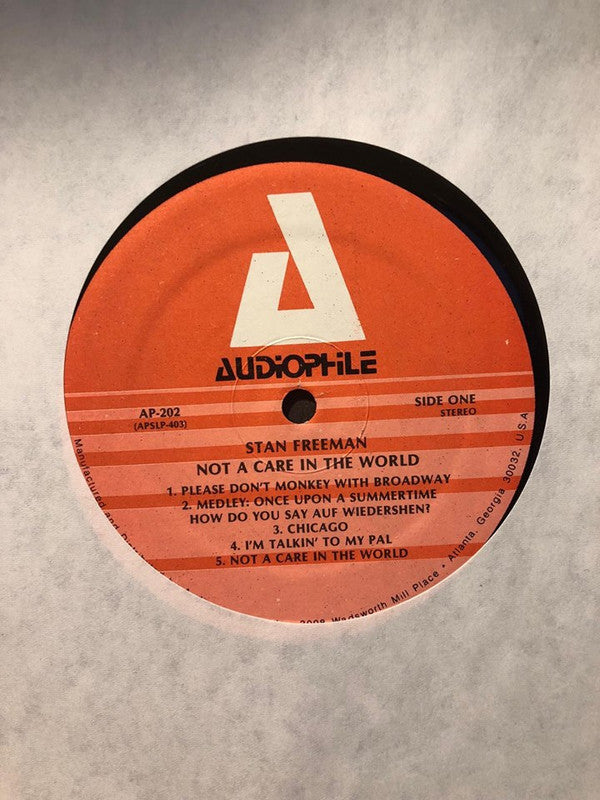 AUDIOPHILE
AP-202
(APSLP-403)
SIDE ONE
STEREO
STAN FREEMAN
NOT A CARE IN THE WORLD
1. PLEASE DON'T MONKEY WITH BROADWAY
2. MEDLEY: ONCE UPON A SUMMERTIME
HOW DO YOU SAY AUF WIEDERSHEN?
3. CHICAGO
4. I'M TALKIN' TO MY PAL
5. NOT A CARE IN THE WORLD
Manufactured and Wadsworth Mill Place • Atlanta, Georgia 30032, U.S.A